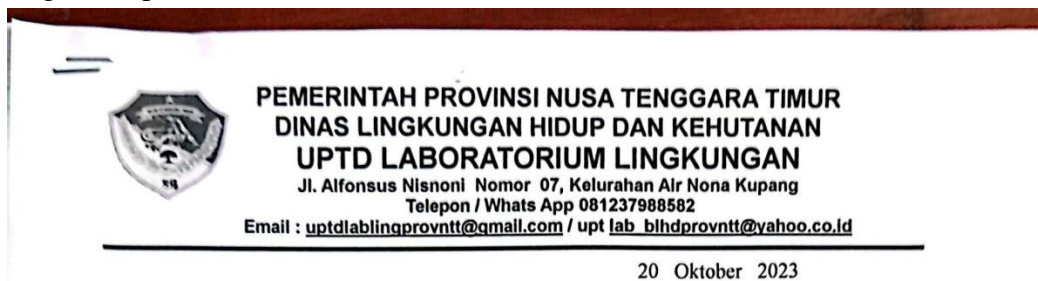 PEMERINTAH PROVINSI NUSA TENGGARA TIMUR
DINAS LINGKUNGAN HIDUP DAN KEHUTANAN
UPTD LABORATORIUM LINGKUNGAN
Jl. Alfonsus Nisnoni Nomor 07, Kelurahan Air Nona Kupang
Telepon / Whats App 081237988582
Email : uptdlablingprovntt@gmail.com / upt lab_blhdprovntt@yahoo.co.id
20 Oktober 2023